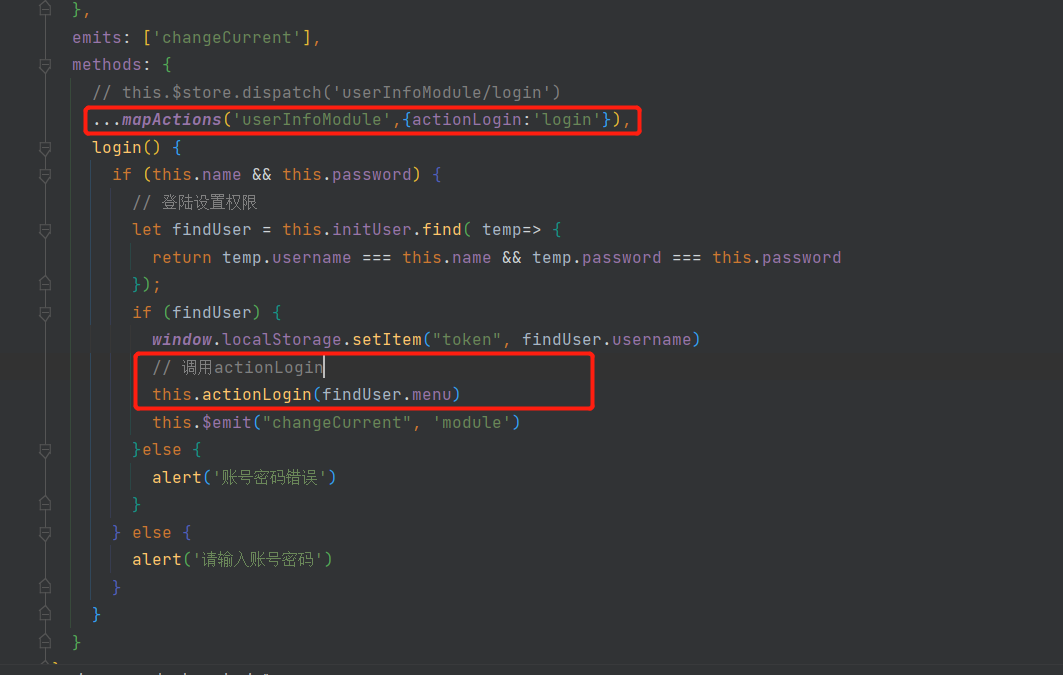 },
emits: ['changeCurrent'],
methods: {
// this.$store.dispatch('userInfoModule/login')
...mapActions('userInfoModule',{actionLogin:'login'}),
login() {
if (this.name && this.password) {
// 登陆设置权限
let findUser = this.initUser.find( temp=> {
return temp.username === this.name && temp.password === this.password
});
if (findUser) {
window.localStorage.setItem("token", findUser.username)
// 调用actionLogin
this.actionLogin(findUser.menu)
this.$emit("changeCurrent", 'module')
}else {
alert('账号密码错误')
}
} else {
alert('请输入账号密码')
}
}
}